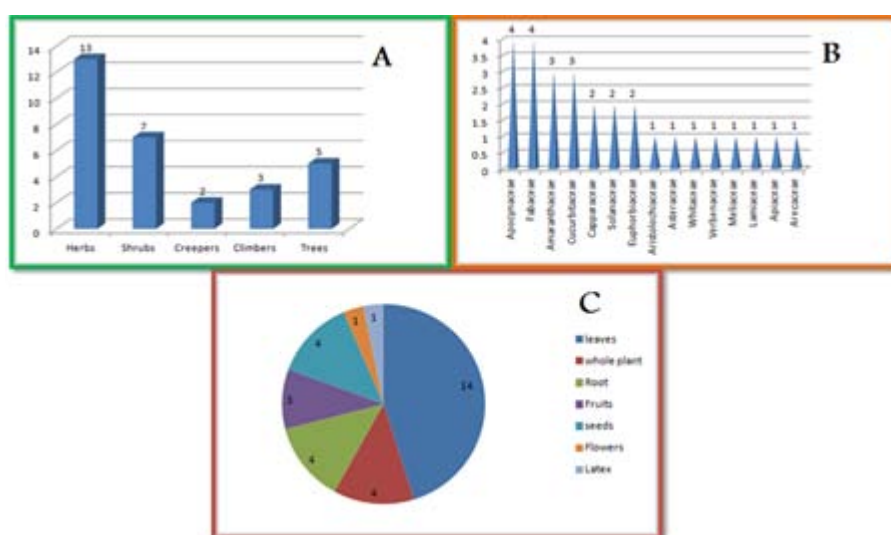 A
14
12
10
8
6
4
2
0
13
7
2
3
5
Herbs Shrubs Creepers Climbers Trees
B
4
3.5
3
2.5
2
1.5
1
0.5
0
4 4 3 3 2 2 2 1 1 1 1 1 1 1 1
Apocynaceae
Fabaceae
Amaranthaceae
Cucurbitaceae
Capparaceae
Solanaceae
Euphorbiaceae
Aristolochiaceae
Asteraceae
Verbenaceae
Meliaceae
Lamiaceae
Apiaceae
Arecaceae
C
14
4
4
3
4
1
1
leaves
whole plant
Root
Fruits
seeds
Flowers
Latex